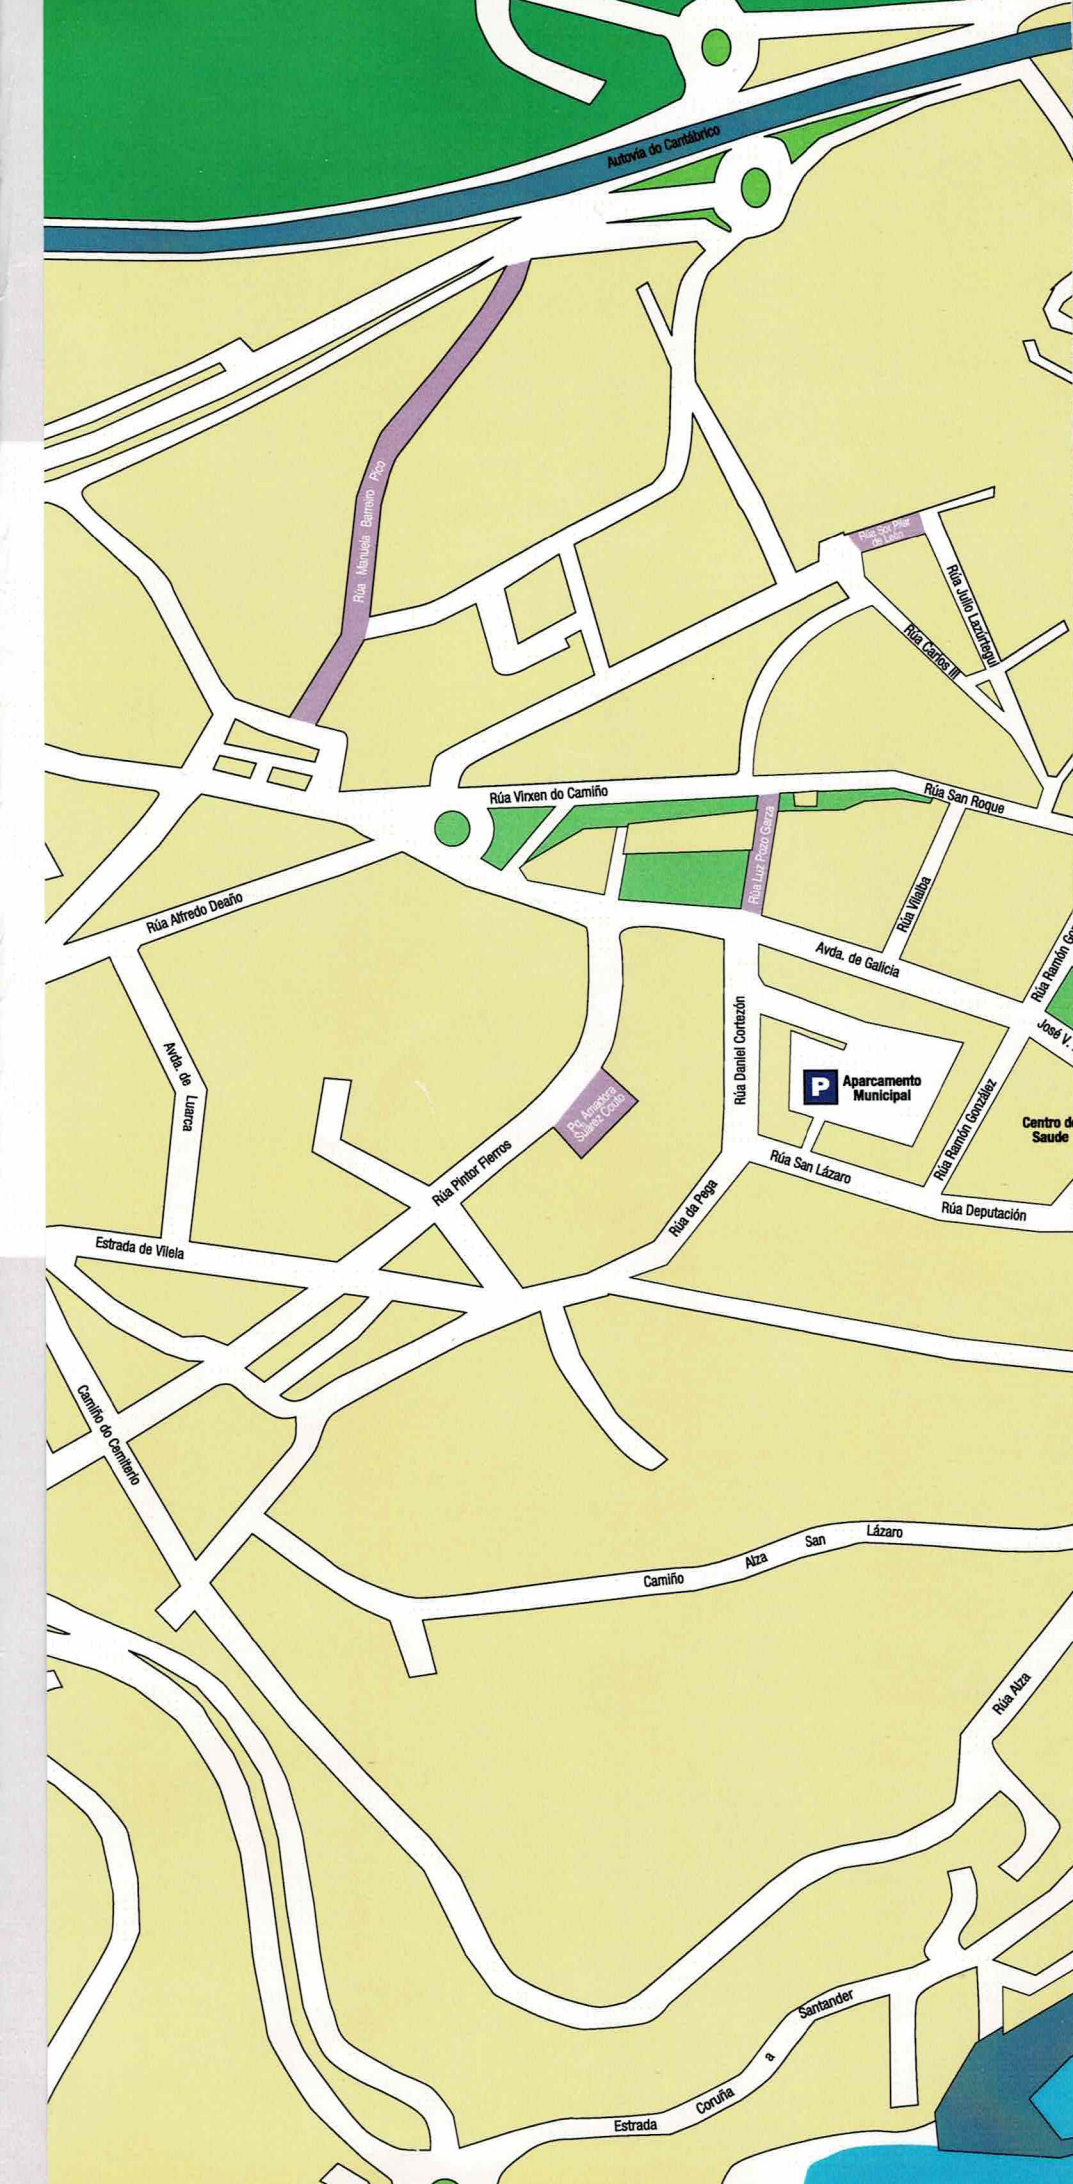 Autovía do Cantábrico
Rúa Manuela Barreiro Pico
Rúa Sor Pilar
de León
Rúa Julio Lazúrtegui
Rúa Carlos III
Rúa Virxen do Camiño
Rúa San Roque
Rúa Luz Pozo Garza
Rúa Vilalba
Rúa Alfredo Deaño
Avda. de Galicia
Rúa Ramón Go
José V.
Avda. de Luarca
Rúa Daniel Cortezón
P
Aparcamento
Municipal
Pq. Amadora
Suárez Couto
Rúa Ramón González
Centro d
Saude
Rúa Pintor Fierros
Rúa San Lázaro
Rúa da Pega
Rúa Deputación
Estrada de Vilela
Camiño do Cemiterio
Camiño Alza San Lázaro
Rúa Alza
Estrada Coruña a Santander